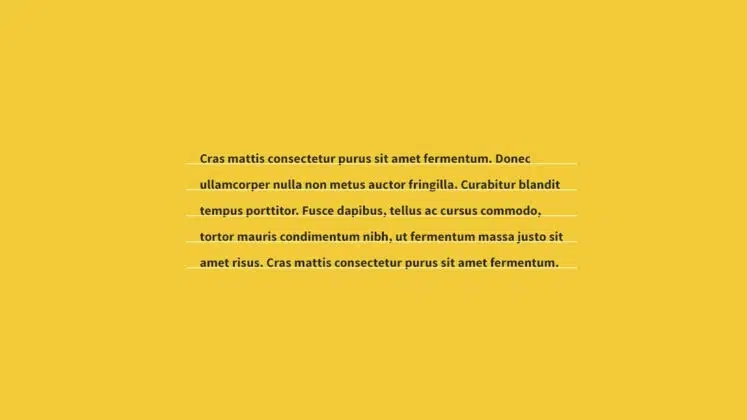 Cras mattis consectetur purus sit amet fermentum. Donec
ullamcorper nulla non metus auctor fringilla. Curabitur blandit
tempus porttitor. Fusce dapibus, tellus ac cursus commodo,
tortor mauris condimentum nibh, ut fermentum massa justo sit
amet risus. Cras mattis consectetur purus sit amet fermentum.